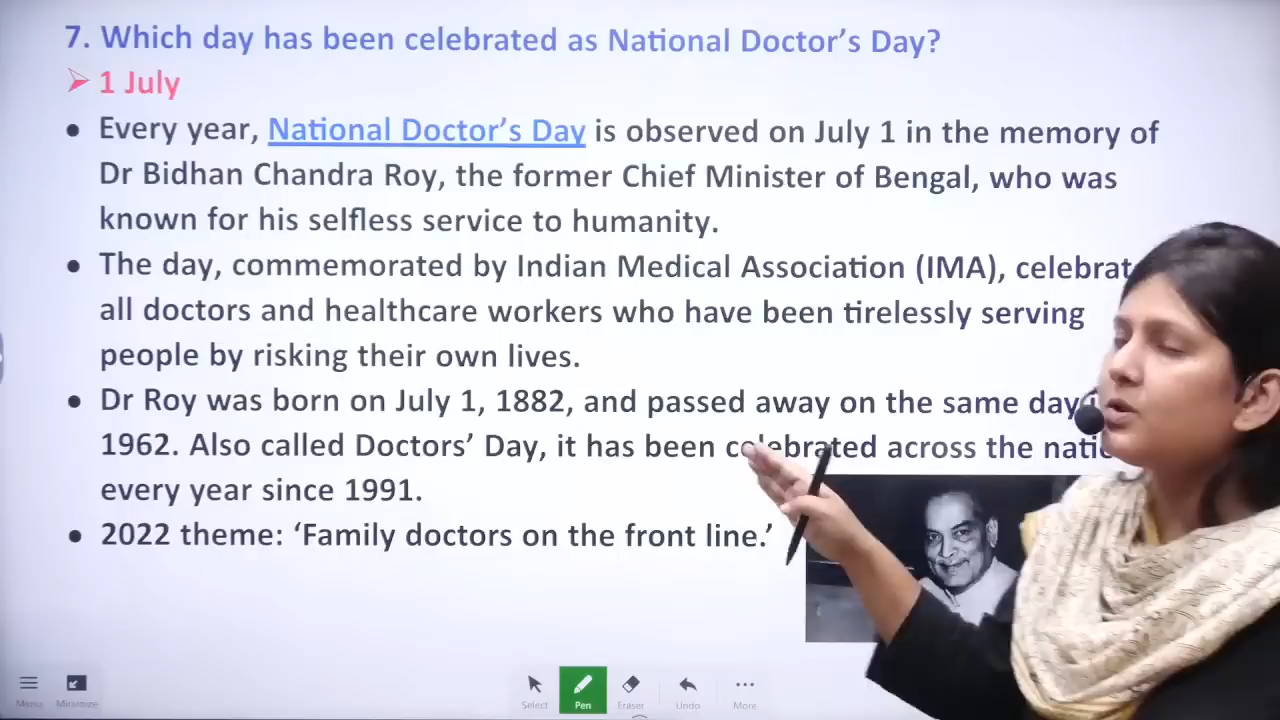 7. Which day has been celebrated as National Doctor's Day?
➢ 1 July
• Every year, National Doctor's Day is observed on July 1 in the memory of
Dr Bidhan Chandra Roy, the former Chief Minister of Bengal, who was
known for his selfless service to humanity.
• The day, commemorated by Indian Medical Association (IMA), celebrat
all doctors and healthcare workers who have been tirelessly serving
people by risking their own lives.
• Dr Roy was born on July 1, 1882, and passed away on the same day
1962. Also called Doctors' Day, it has been celebrated across the nati
every year since 1991.
• 2022 theme: ‘Family doctors on the front line.’
Menu Minimize Select Pen Eraser Undo More